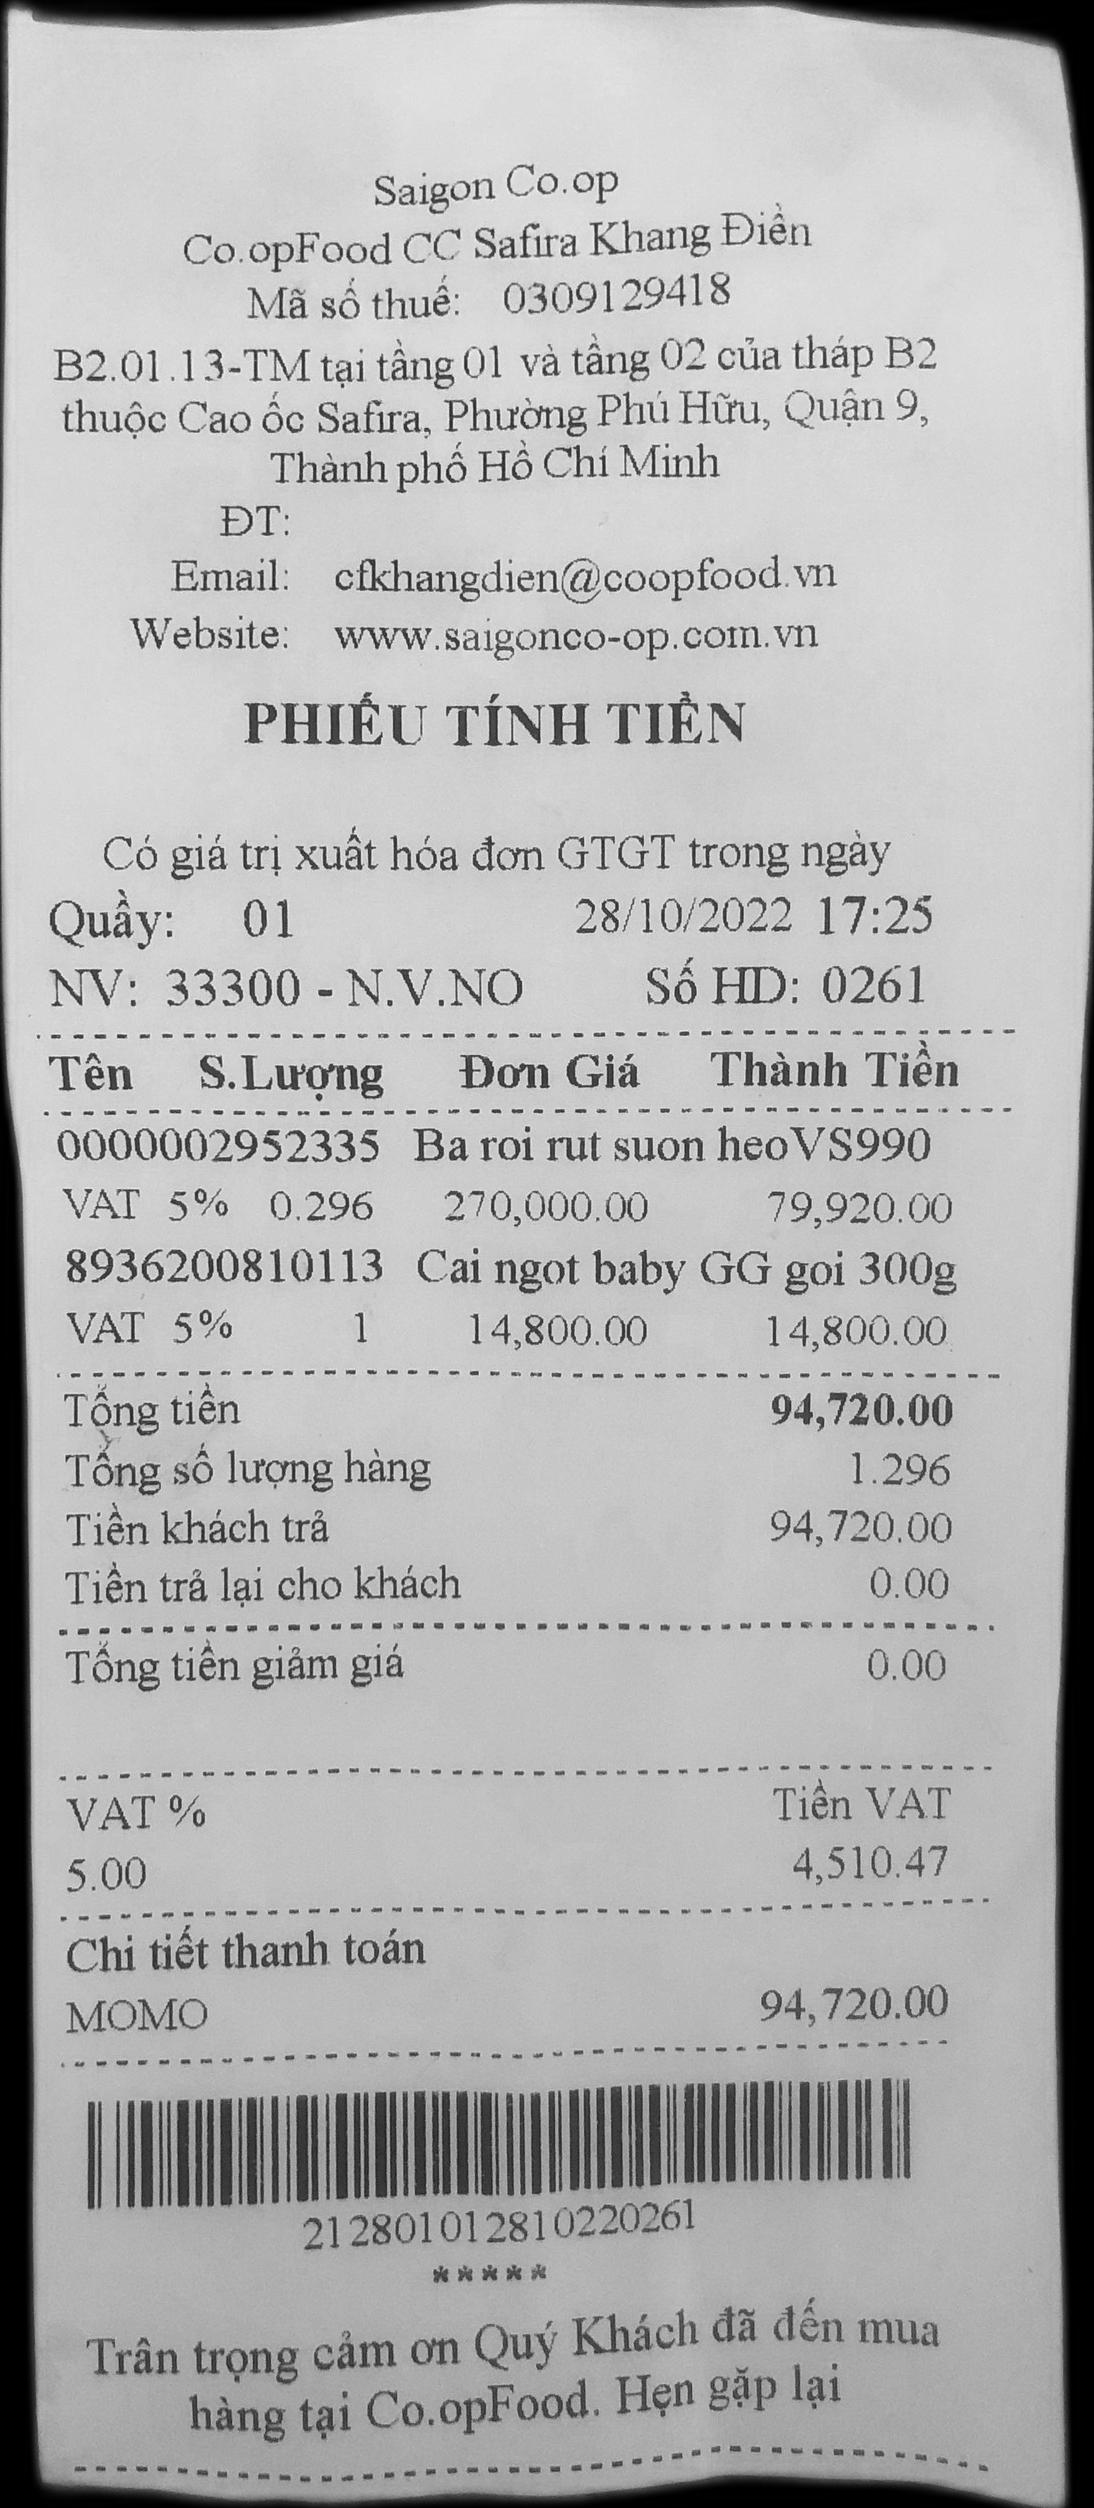 Saigon Co.op
Co.opFood CC Safira Khang Điền
Mã số thuế: 0309129418
B2.01.13-TM tại tầng 01 và tầng 02 của tháp B2
thuộc Cao ốc Safira, Phường Phú Hữu, Quận 9,
Thành phố Hồ Chí Minh
ĐT:
Email: cfkhangdien@coopfood.vn
Website: www.saigonco-op.com.vn
PHIẾU TÍNH TIỀN
Có giá trị xuất hóa đơn GTGT trong ngày
Quầy: 01 28/10/2022 17:25
NV: 33300 - N.V.NO Số HD: 0261
Tên S.Lượng Đơn Giá Thành Tiền
0000002952335 Ba roi rut suon heoVS990
VAT 5% 0.296 270,000.00 79,920.00
8936200810113 Cai ngot baby GG goi 300g
VAT 5% 1 14,800.00 14,800.00
Tổng tiền 94,720.00
Tổng số lượng hàng 1.296
Tiền khách trả 94,720.00
Tiền trả lại cho khách 0.00
Tổng tiền giảm giá 0.00
VAT % Tiền VAT
5.00 4,510.47
Chi tiết thanh toán
MOMO 94,720.00
212801012810220261
*****
Trân trọng cảm ơn Quý Khách đã đến mua
hàng tại Co.opFood. Hẹn gặp lại